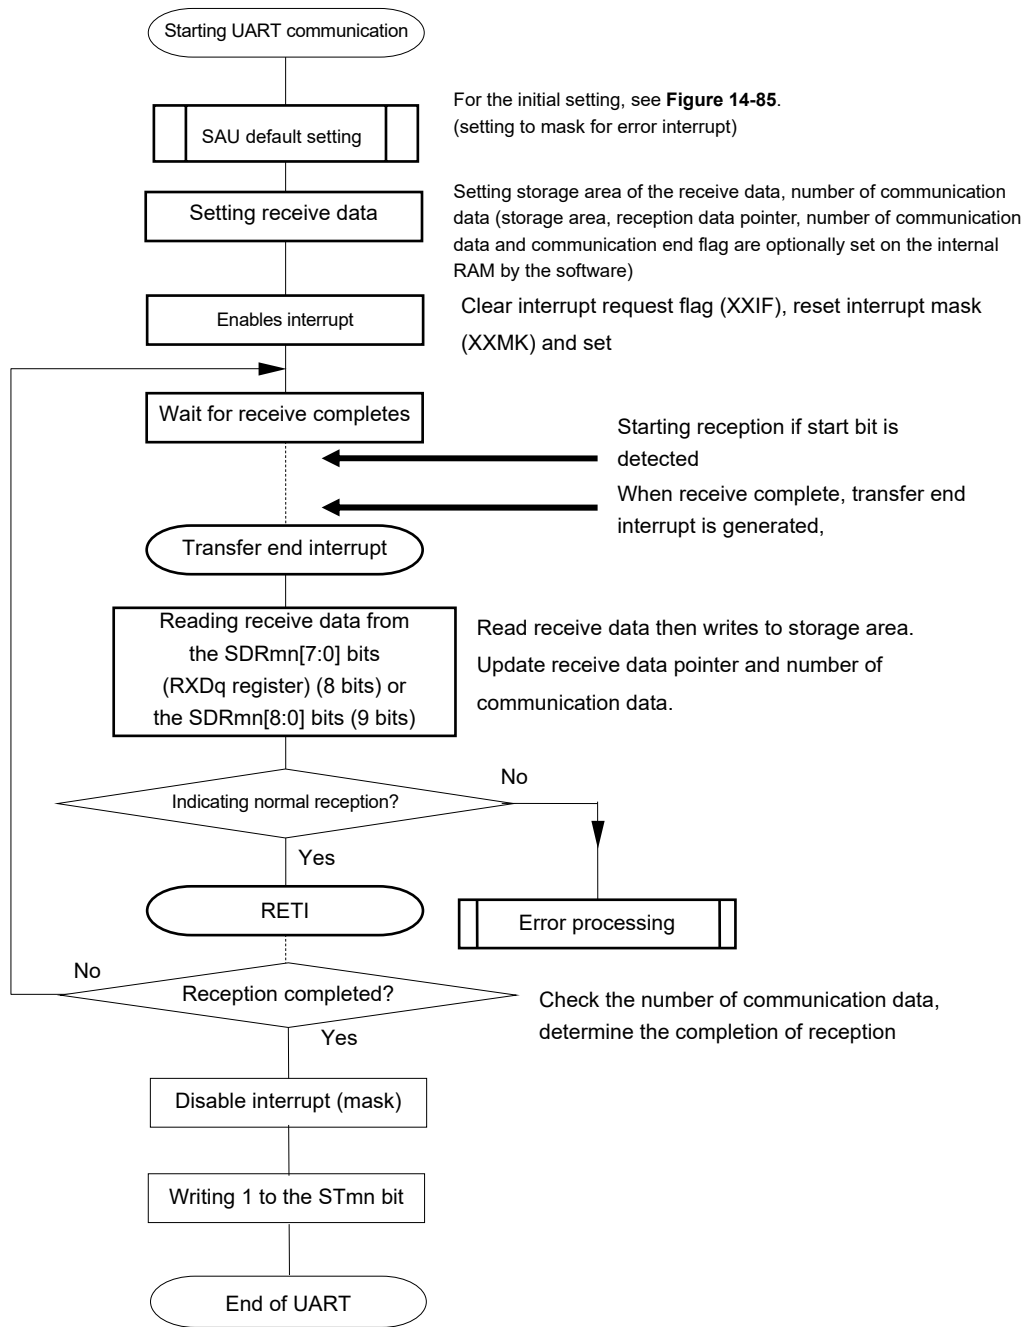 Starting UART communication
For the initial setting, see Figure 14-85.
(setting to mask for error interrupt)
SAU default setting
Setting storage area of the receive data, number of communication
data (storage area, reception data pointer, number of communication
data and communication end flag are optionally set on the internal
RAM by the software)
Setting receive data
Clear interrupt request flag (XXIF), reset interrupt mask
(XXMK) and set
Enables interrupt
Wait for receive completes
Starting reception if start bit is
detected
When receive complete, transfer end
interrupt is generated,
Transfer end interrupt
Reading receive data from
the SDRmn[7:0] bits
(RXDq register) (8 bits) or
the SDRmn[8:0] bits (9 bits)
Read receive data then writes to storage area.
Update receive data pointer and number of
communication data.
No
Indicating normal reception?
Yes
RETI
Error processing
No
Reception completed?
Check the number of communication data,
determine the completion of reception
Yes
Disable interrupt (mask)
Writing 1 to the STmn bit
End of UART